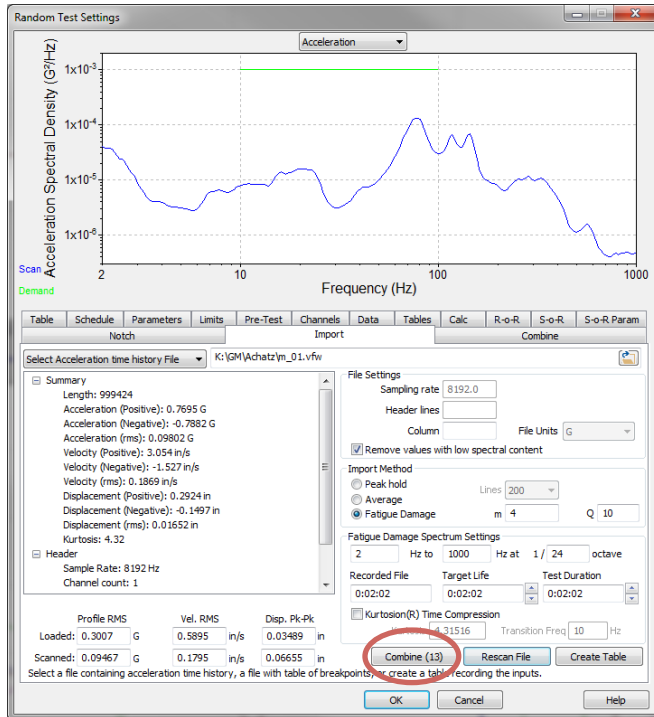 Random Test Settings
Acceleration
Acceleration Spectral Density (G²/Hz)
1x10⁻³
1x10⁻⁴
1x10⁻⁵
1x10⁻⁶
Scan
Demand
2 10 100 1000
Frequency (Hz)
Table Schedule Parameters Limits Pre-Test Channels Data Tables Calc R-o-R S-o-R S-o-R Param
Notch Import Combine
Select Acceleration time history File K:\GM\Achatz\m_01.vfw
Summary
Length: 999424
Acceleration (Positive): 0.7695 G
Acceleration (Negative): -0.7882 G
Acceleration (rms): 0.09802 G
Velocity (Positive): 3.054 in/s
Velocity (Negative): -1.527 in/s
Velocity (rms): 0.1869 in/s
Displacement (Positive): 0.2924 in
Displacement (Negative): -0.1497 in
Displacement (rms): 0.01652 in
Kurtosis: 4.32
Header
Sample Rate: 8192 Hz
Channel count: 1
File Settings
Sampling rate 8192.0
Header lines
Column File Units G
Remove values with low spectral content
Import Method
Peak hold
Lines 200
Average
Fatigue Damage m 4 Q 10
Fatigue Damage Spectrum Settings
2 Hz to 1000 Hz at 1 / 24 octave
Recorded File Target Life Test Duration
0:02:02 0:02:02 0:02:02
Kurtosion(R) Time Compression
4.31516 Transition Freq 10 Hz
Profile RMS Vel. RMS Disp. Pk-Pk
Loaded: 0.3007 G 0.5895 in/s 0.03489 in
Scanned: 0.09467 G 0.1795 in/s 0.06655 in
Combine (13) Rescan File Create Table
Select a file containing acceleration time history, a file with table of breakpoints, or create a table recording the inputs.
OK Cancel Help